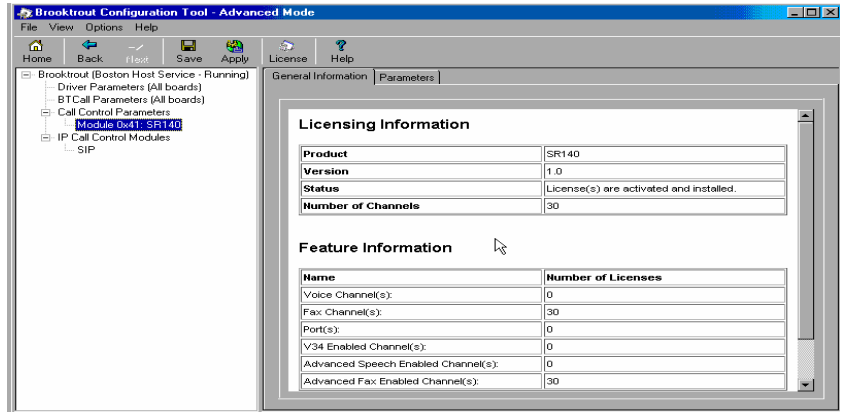 Brooktrout Configuration Tool - Advanced Mode
File View Options Help
Home Back Next Save Apply License Help
Brooktrout (Boston Host Service - Running)
Driver Parameters (All boards)
BTCall Parameters (All boards)
Call Control Parameters
Module 0x41: SR140
IP Call Control Modules
SIP
General Information Parameters
Licensing Information
Product SR140
Version 1.0
Status License(s) are activated and installed.
Number of Channels 30
Feature Information
Name Number of Licenses
Voice Channel(s): 0
Fax Channel(s): 30
Port(s): 0
V34 Enabled Channel(s): 0
Advanced Speech Enabled Channel(s): 0
Advanced Fax Enabled Channel(s): 30